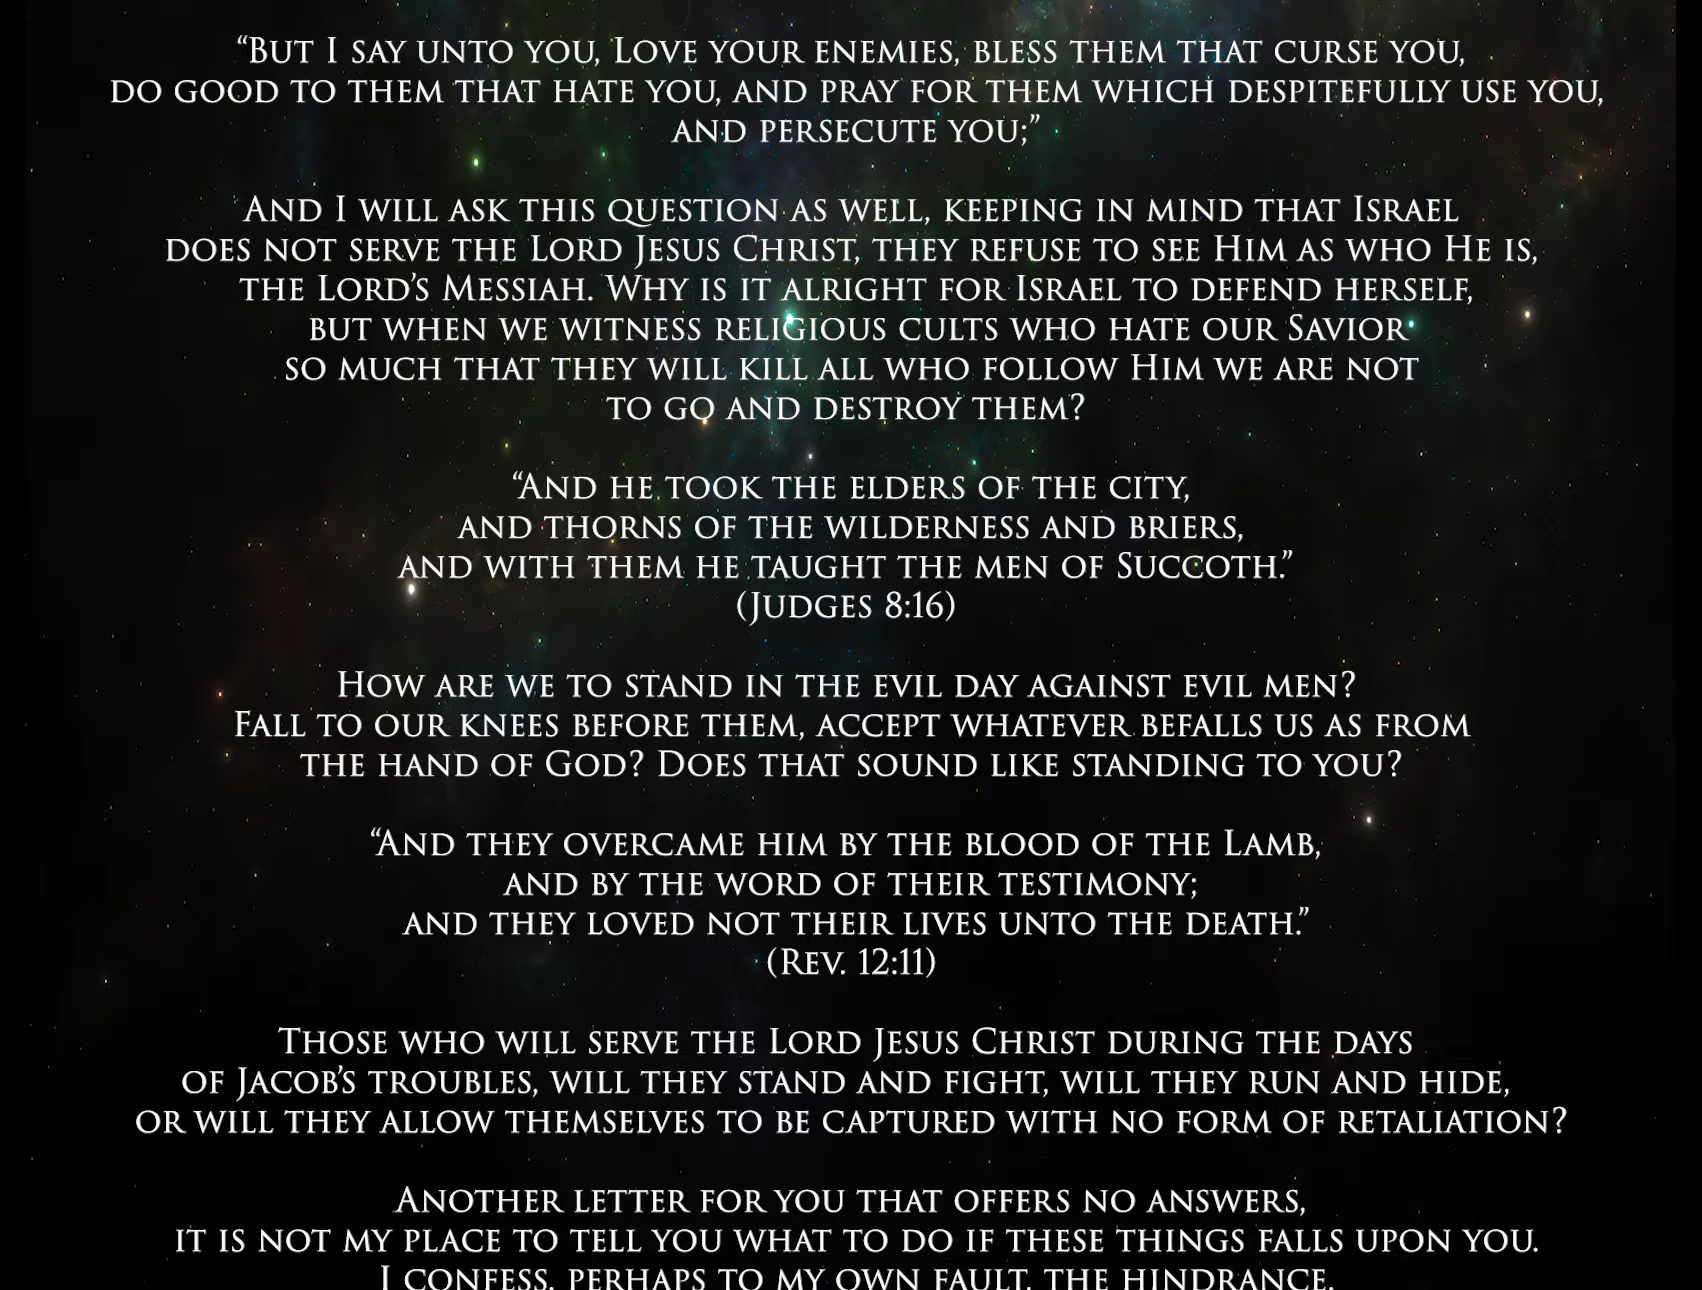 “But I say unto you, Love your enemies, bless them that curse you,
do good to them that hate you, and pray for them which despitefully use you,
and persecute you;”
And I will ask this question as well, keeping in mind that Israel
does not serve the Lord Jesus Christ, they refuse to see Him as who He is,
the Lord’s Messiah. Why is it alright for Israel to defend herself,
but when we witness religious cults who hate our Savior
so much that they will kill all who follow Him we are not
to go and destroy them?
“And he took the elders of the city,
and thorns of the wilderness and briers,
and with them he taught the men of Succoth.”
(Judges 8:16)
How are we to stand in the evil day against evil men?
Fall to our knees before them, accept whatever befalls us as from
the hand of God? Does that sound like standing to you?
“And they overcame him by the blood of the Lamb,
and by the word of their testimony;
and they loved not their lives unto the death.”
(Rev. 12:11)
Those who will serve the Lord Jesus Christ during the days
of Jacob’s troubles, will they stand and fight, will they run and hide,
or will they allow themselves to be captured with no form of retaliation?
Another letter for you that offers no answers,
it is not my place to tell you what to do if these things falls upon you.
I confess, perhaps to my own fault, the hindrance,